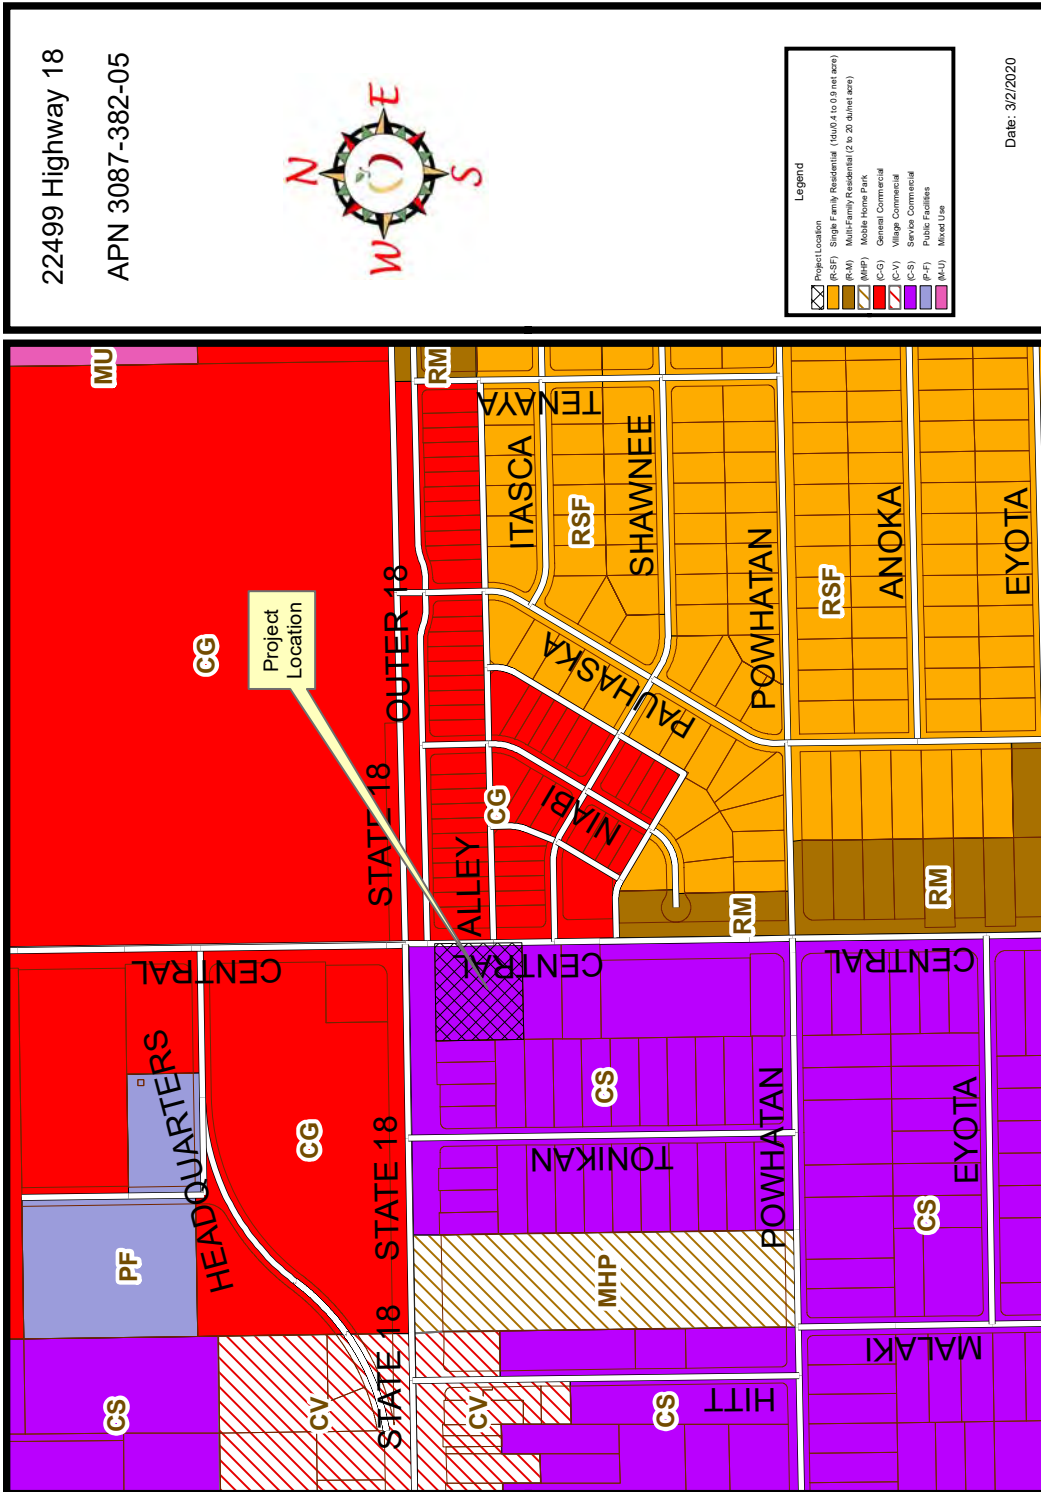 22499 Highway 18
APN 3087-382-05
N
W
E
S
Legend
Project Location
(R-SF) Single Family Residential (1du/0.4 to 0.9 net acre)
(R-M) Multi-Family Residential (2 to 20 du/net acre)
(MHP) Mobile Home Park
(C-G) General Commercial
(C-V) Village Commercial
(C-S) Service Commercial
(P-F) Public Facilities
(M-U) Mixed Use
Date: 3/2/2020
MU
CG
Project
Location
OUTER 18
STATE 18
RM
TENAYA
ITASCA
RSF
SHAWNEE
PAUHASKA
POWHATAN
RSF
ANOKA
EYOTA
CG
NIABI
ALLEY
RM
RM
CENTRAL
CENTRAL
CENTRAL
HEADQUARTERS
CG
STATE 18
PF
CS
TONIKAN
POWHATAN
EYOTA
CS
MHP
STATE 18
CS
CV
CV
CS
HITT
MALAKI